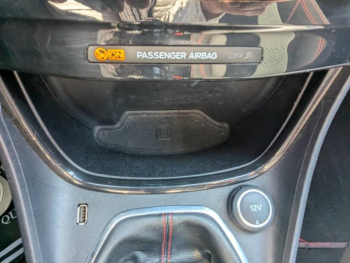 ON PASSENGER AIRBAG OFF
12V